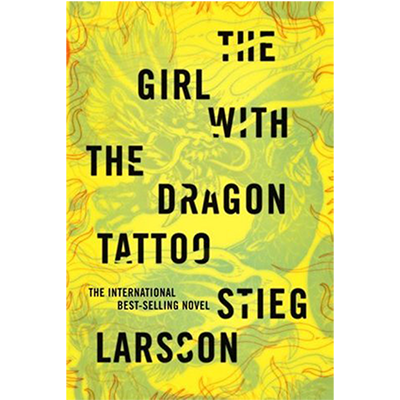 THE
GIRL
WITH
THE
DRAGON
TATTOO
THE INTERNATIONAL
BEST-SELLING NOVEL
STIEG
LARSSON